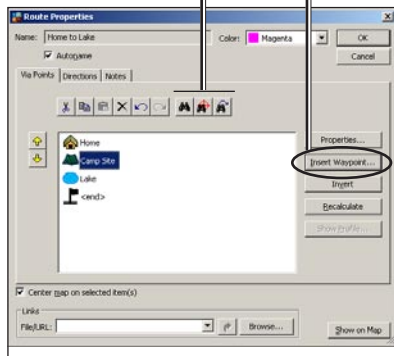 Route Properties
Name: Home to Lake Color: Magenta OK
Autoname Cancel
Via Points Directions Notes
Home Properties...
Camp Site Insert Waypoint...
Lake Invert
<end> Recalculate
Show Profile...
Center map on selected item(s)
Links
File/URL: Browse... Show on Map